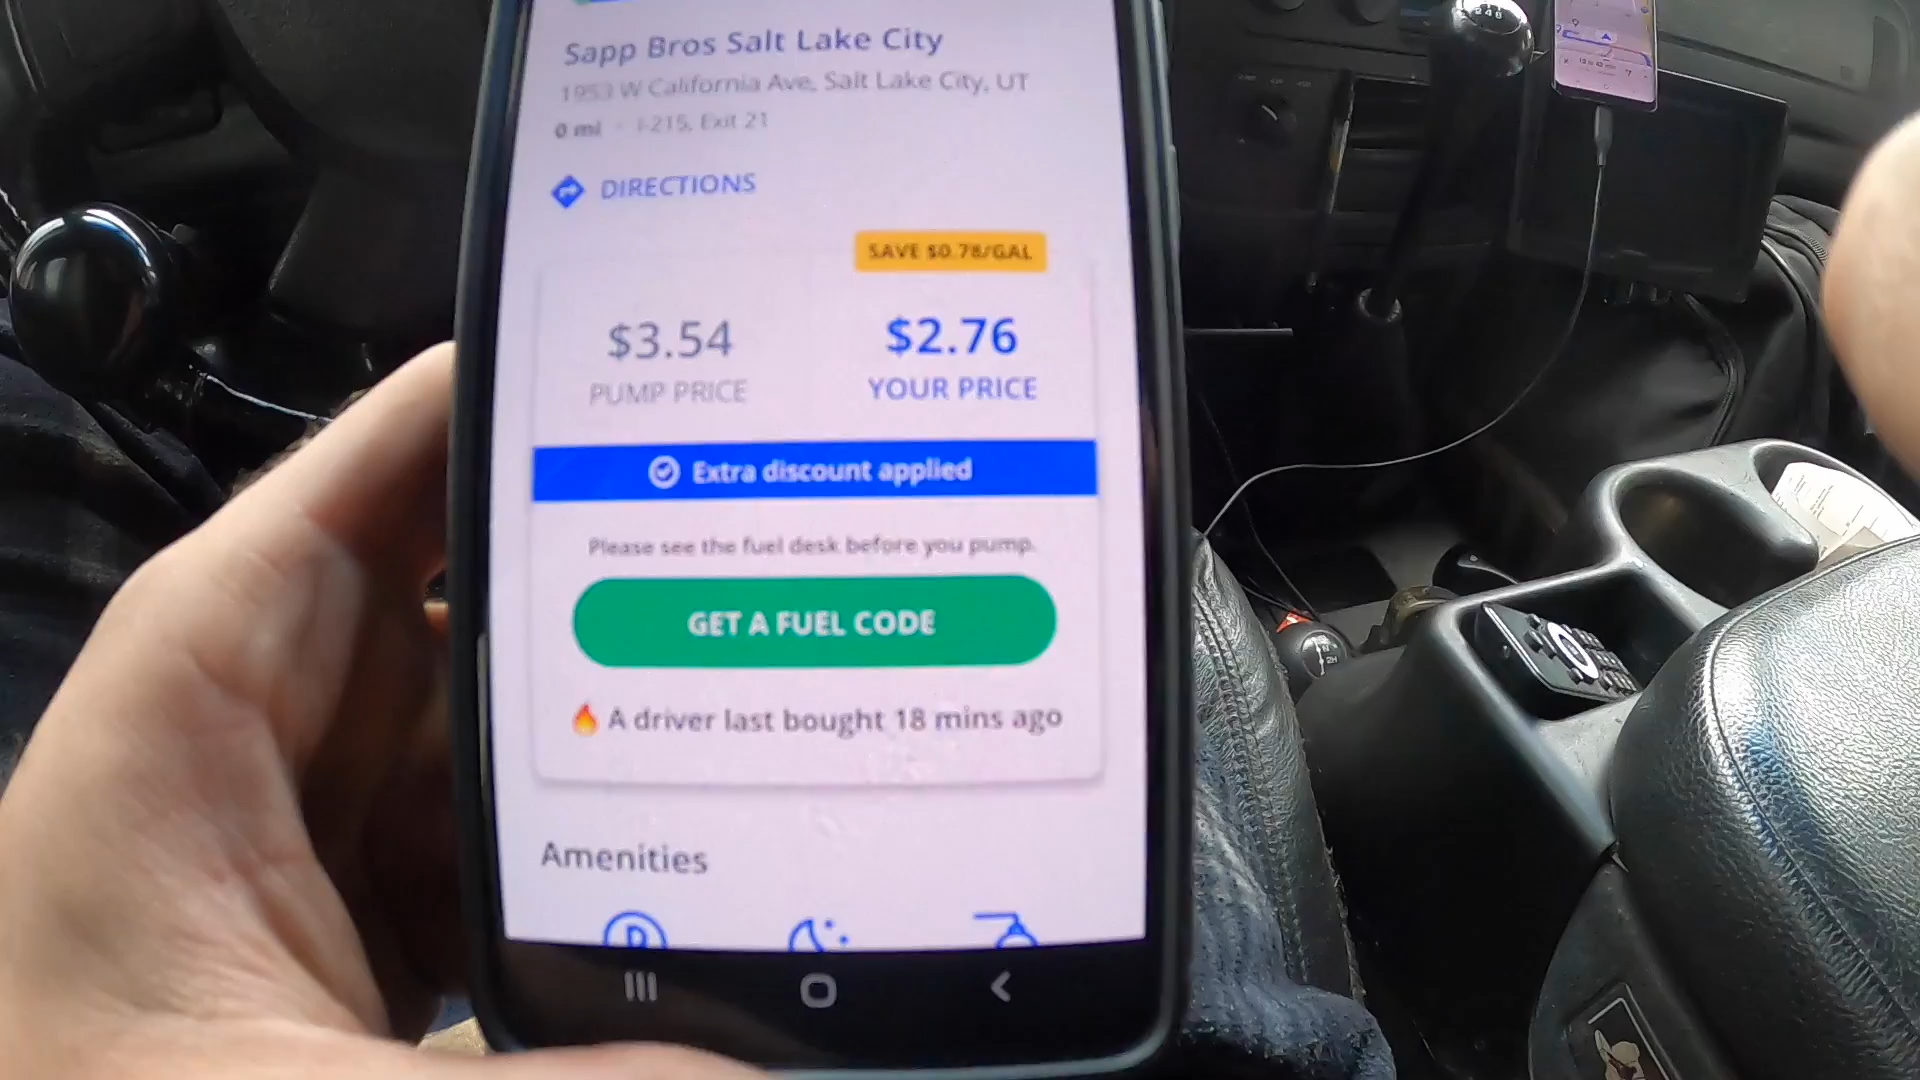 Sapp Bros Salt Lake City
1953 W California Ave, Salt Lake City, UT
0 mi · I-215, Exit 21
DIRECTIONS
SAVE $0.78/GAL
$3.54
$2.76
PUMP PRICE
YOUR PRICE
Extra discount applied
Please see the fuel desk before you pump.
GET A FUEL CODE
🔥 A driver last bought 18 mins ago
Amenities